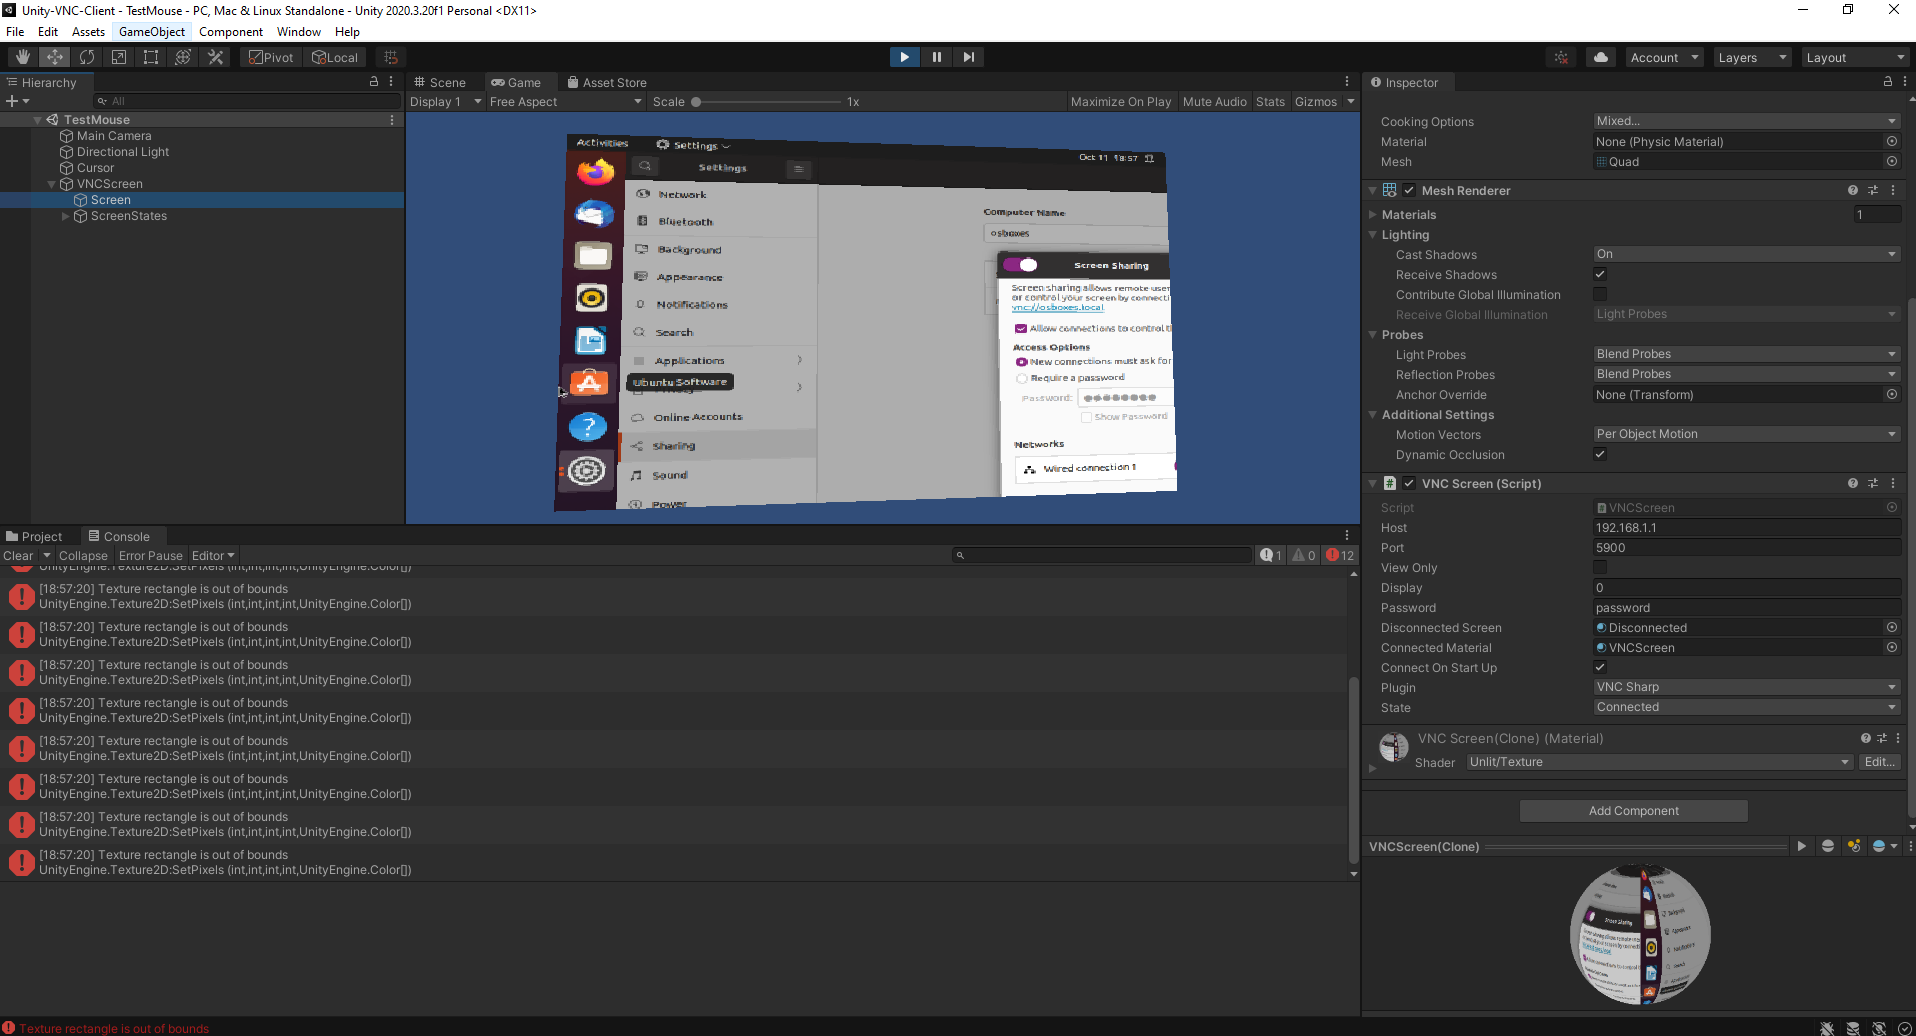 Unity-VNC-Client - TestMouse - PC, Mac & Linux Standalone - Unity 2020.3.20f1 Personal <DX11>
File Edit Assets GameObject Component Window Help
Pivot Local Account Layers Layout
Hierarchy
All
TestMouse
Main Camera
Directional Light
Cursor
VNCScreen
Screen
ScreenStates
Scene Game Asset Store
Display 1 Free Aspect Scale 1x Maximize On Play Mute Audio Stats Gizmos
Activities Settings Oct 11 18:57
Settings
Network
Bluetooth
Background
Appearance
Notifications
Search
Applications
Ubuntu Software
Online Accounts
Sharing
Sound
Power
Computer Name
osboxes
Screen Sharing
Screen sharing allows remote user
or control your screen by connecti
vnc://osboxes.local
Allow connections to control t
Access Options
New connections must ask for
Require a password
Password:
Show Password
Networks
Wired connection 1
Project Console
Clear Collapse Error Pause Editor 1 0 12
UnityEngine.Texture2D:SetPixels (int,int,int,int,UnityEngine.Color[])
[18:57:20] Texture rectangle is out of bounds
UnityEngine.Texture2D:SetPixels (int,int,int,int,UnityEngine.Color[])
[18:57:20] Texture rectangle is out of bounds
UnityEngine.Texture2D:SetPixels (int,int,int,int,UnityEngine.Color[])
[18:57:20] Texture rectangle is out of bounds
UnityEngine.Texture2D:SetPixels (int,int,int,int,UnityEngine.Color[])
[18:57:20] Texture rectangle is out of bounds
UnityEngine.Texture2D:SetPixels (int,int,int,int,UnityEngine.Color[])
[18:57:20] Texture rectangle is out of bounds
UnityEngine.Texture2D:SetPixels (int,int,int,int,UnityEngine.Color[])
[18:57:20] Texture rectangle is out of bounds
UnityEngine.Texture2D:SetPixels (int,int,int,int,UnityEngine.Color[])
[18:57:20] Texture rectangle is out of bounds
UnityEngine.Texture2D:SetPixels (int,int,int,int,UnityEngine.Color[])
[18:57:20] Texture rectangle is out of bounds
UnityEngine.Texture2D:SetPixels (int,int,int,int,UnityEngine.Color[])
Texture rectangle is out of bounds
Inspector
Cooking Options Mixed...
Material None (Physic Material)
Mesh Quad
Mesh Renderer
Materials 1
Lighting
Cast Shadows On
Receive Shadows
Contribute Global Illumination
Receive Global Illumination Light Probes
Probes
Light Probes Blend Probes
Reflection Probes Blend Probes
Anchor Override None (Transform)
Additional Settings
Motion Vectors Per Object Motion
Dynamic Occlusion
VNC Screen (Script)
Script VNCScreen
Host 192.168.1.1
Port 5900
View Only
Display 0
Password password
Disconnected Screen Disconnected
Connected Material VNCScreen
Connect On Start Up
Plugin VNC Sharp
State Connected
VNC Screen(Clone) (Material)
Shader Unlit/Texture Edit...
Add Component
VNCScreen(Clone)